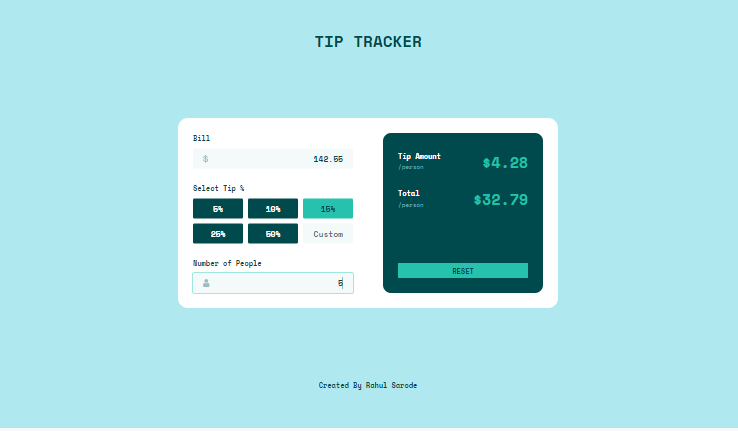 TIP TRACKER
Bill
$ 142.55
Select Tip %
5% 10% 15%
25% 50% Custom
Number of People
5
Tip Amount
/person
$4.28
Total
/person
$32.79
RESET
Created By Rahul Sarode